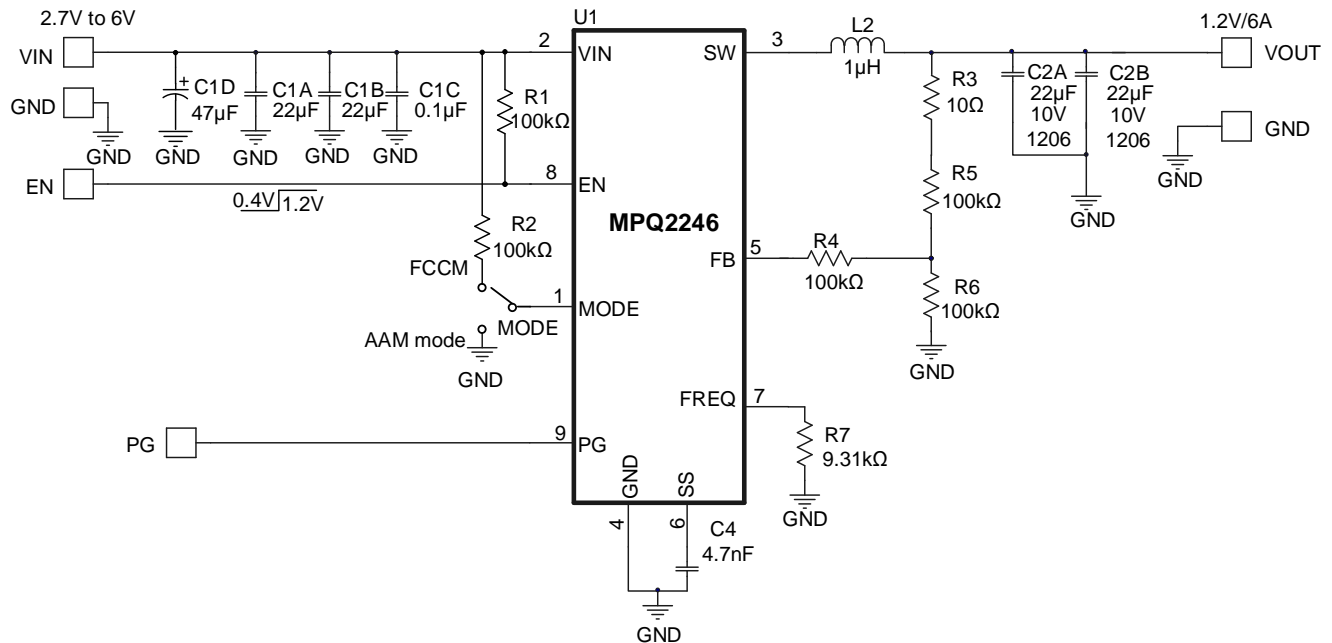 2.7V to 6V
U1
1.2V/6A
VIN
2
VIN
SW
3
L2
1µH
VOUT
GND
GND
C1D
47µF
GND
C1A
22µF
GND
C1B
22µF
GND
C1C
0.1µF
GND
R1
100kΩ
R3
10Ω
C2A
22µF
10V
1206
C2B
22µF
10V
1206
GND
GND
GND
EN
0.4V
1.2V
8
EN
MPQ2246
R5
100kΩ
R2
100kΩ
FB
5
R4
100kΩ
R6
100kΩ
GND
FCCM
1
MODE
MODE
AAM mode
GND
FREQ
7
R7
9.31kΩ
GND
PG
9
PG
GND
4
SS
6
C4
4.7nF
GND